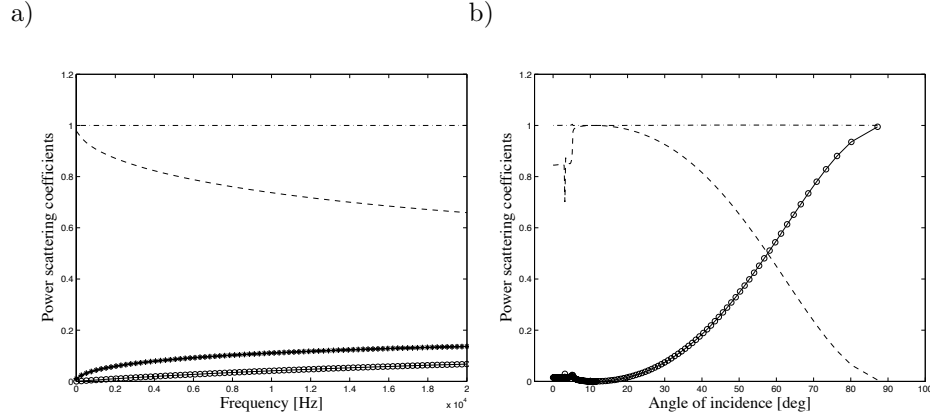 a)
b)
1.2
1
0.8
0.6
0.4
0.2
0
Power scattering coefficients
0 0.2 0.4 0.6 0.8 1 1.2 1.4 1.6 1.8 2
× 10⁴
Frequency [Hz]
1.2
1
0.8
0.6
0.4
0.2
0
Power scattering coefficients
0 10 20 30 40 50 60 70 80 90 100
Angle of incidence [deg]